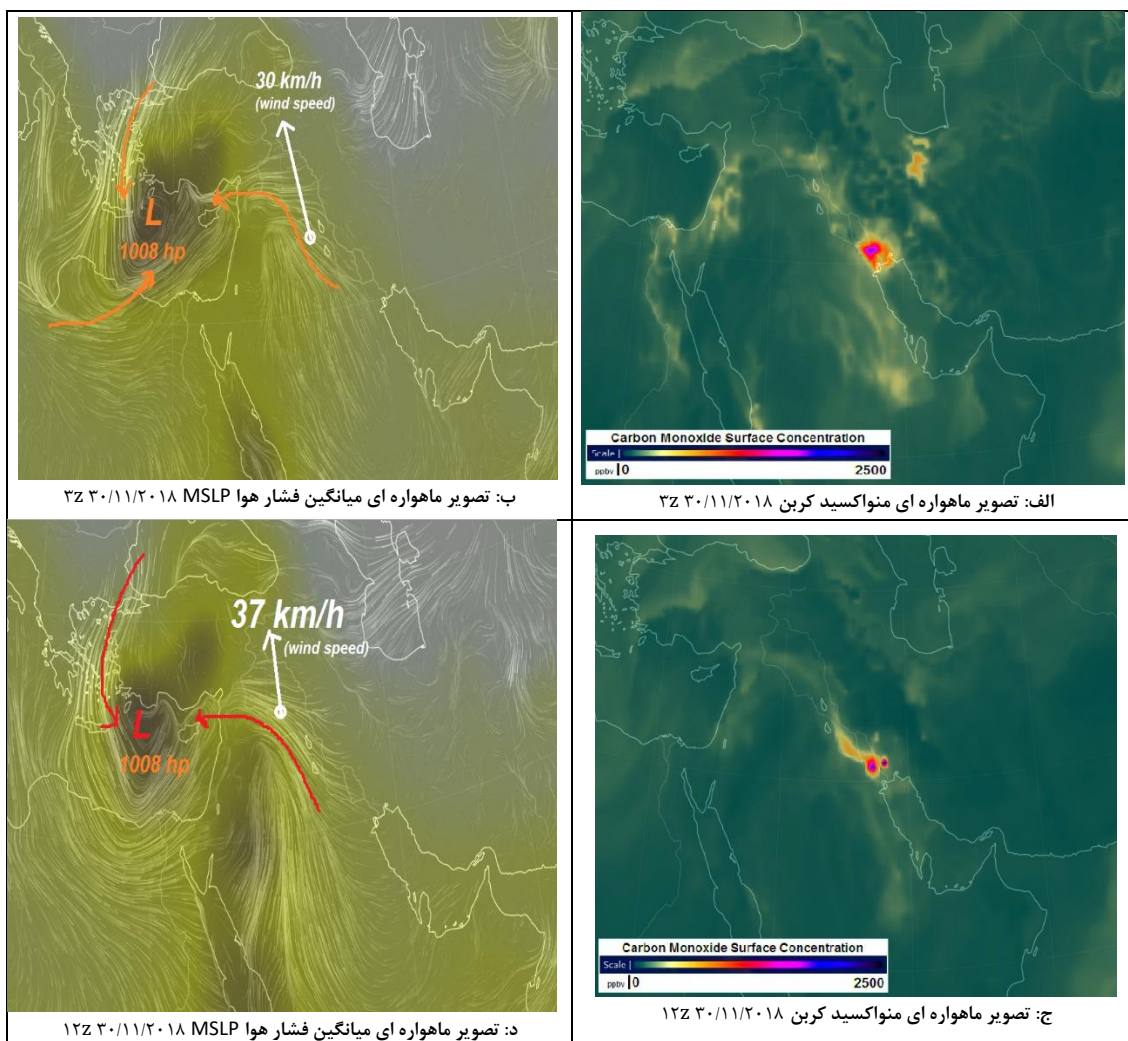 30 km/h
(wind speed)
L
1008 hp
ب: تصویر ماهواره ای میانگین فشار هوا MSLP ۳z ۳۰/۱۱/۲۰۱۸
Carbon Monoxide Surface Concentration
Scale |
ppbv | 0 2500
الف: تصویر ماهواره ای منواکسید کربن ۳z ۳۰/۱۱/۲۰۱۸
37 km/h
(wind speed)
L
1008 hp
د: تصویر ماهواره ای میانگین فشار هوا MSLP ۱۲z ۳۰/۱۱/۲۰۱۸
Carbon Monoxide Surface Concentration
Scale |
ppbv | 0 2500
ج: تصویر ماهواره ای منواکسید کربن ۱۲z ۳۰/۱۱/۲۰۱۸